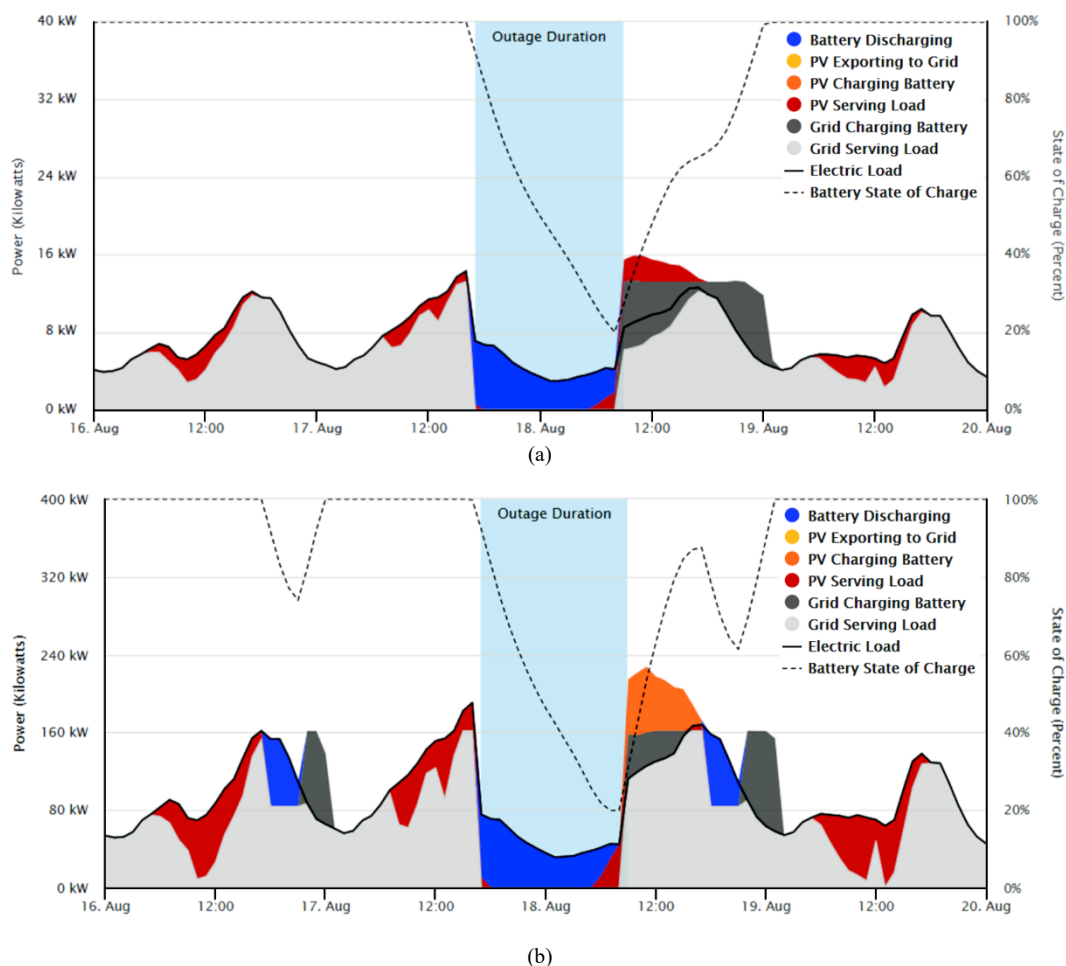 40 kW
32 kW
24 kW
16 kW
8 kW
0 kW
Power (Kilowatts)
Outage Duration
Battery Discharging
PV Exporting to Grid
PV Charging Battery
PV Serving Load
Grid Charging Battery
Grid Serving Load
Electric Load
Battery State of Charge
100%
80%
60%
40%
20%
0%
State of Charge (Percent)
16. Aug 12:00 17. Aug 12:00 18. Aug 12:00 19. Aug 12:00 20. Aug
(a)
400 kW
320 kW
240 kW
160 kW
80 kW
0 kW
Power (Kilowatts)
Outage Duration
Battery Discharging
PV Exporting to Grid
PV Charging Battery
PV Serving Load
Grid Charging Battery
Grid Serving Load
Electric Load
Battery State of Charge
100%
80%
60%
40%
20%
0%
State of Charge (Percent)
16. Aug 12:00 17. Aug 12:00 18. Aug 12:00 19. Aug 12:00 20. Aug
(b)